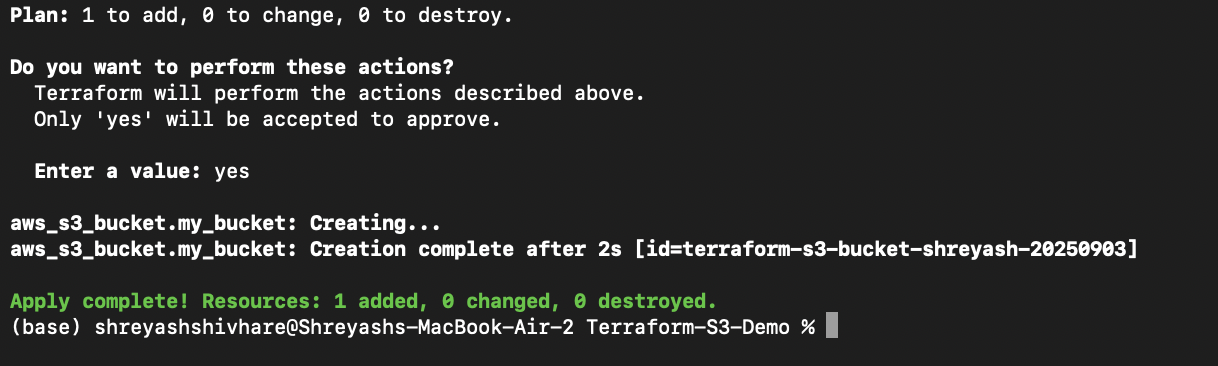 Plan: 1 to add, 0 to change, 0 to destroy.
Do you want to perform these actions?
Terraform will perform the actions described above.
Only 'yes' will be accepted to approve.
Enter a value: yes
aws_s3_bucket.my_bucket: Creating...
aws_s3_bucket.my_bucket: Creation complete after 2s [id=terraform-s3-bucket-shreyash-20250903]
Apply complete! Resources: 1 added, 0 changed, 0 destroyed.
(base) shreyashshivhare@Shreyashs-MacBook-Air-2 Terraform-S3-Demo %